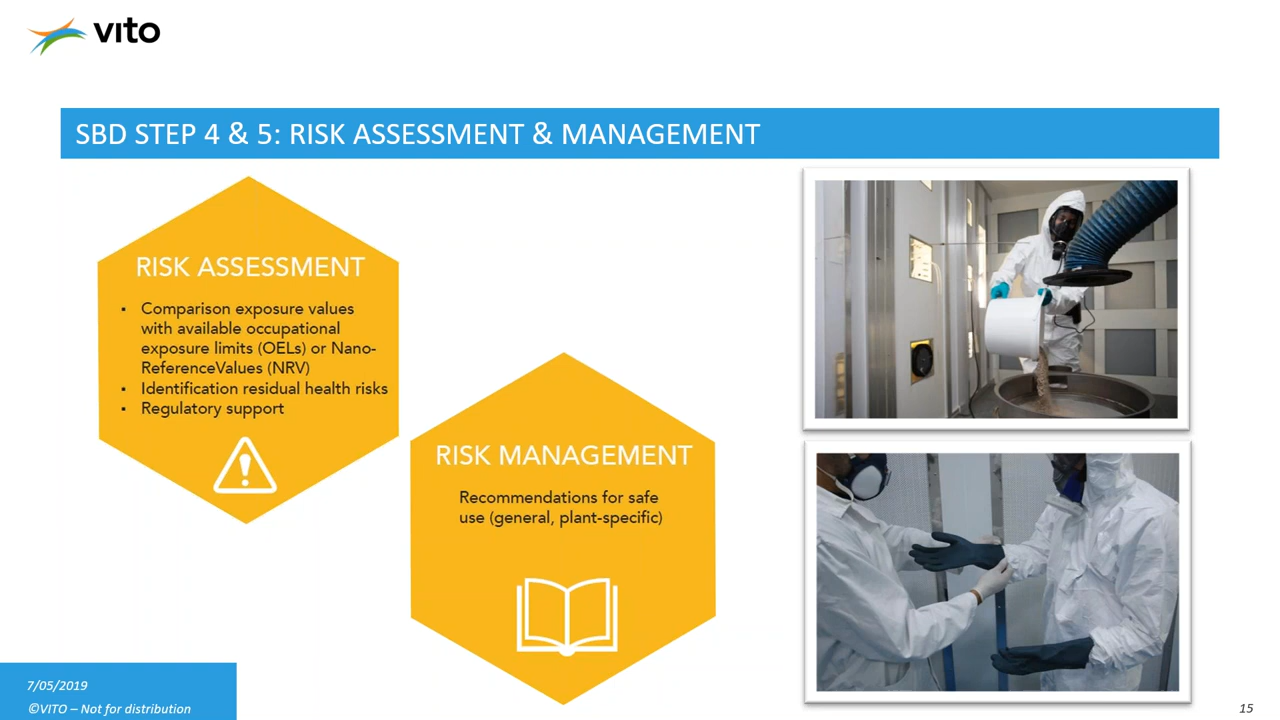 vito
SBD STEP 4 & 5: RISK ASSESSMENT & MANAGEMENT
RISK ASSESSMENT
▪ Comparison exposure values
with available occupational
exposure limits (OELs) or Nano-
ReferenceValues (NRV)
▪ Identification residual health risks
▪ Regulatory support
RISK MANAGEMENT
Recommendations for safe
use (general, plant-specific)
7/05/2019
©VITO – Not for distribution
15